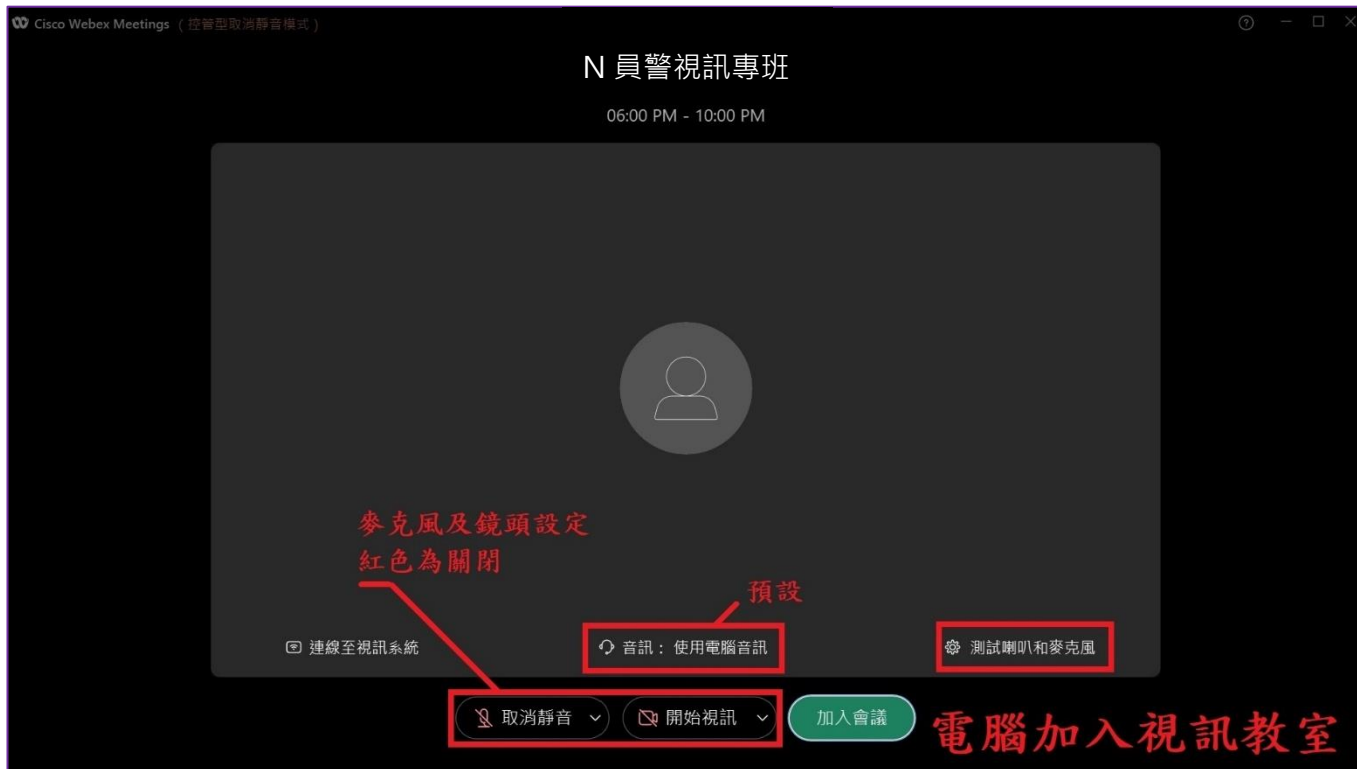 Cisco Webex Meetings （控管型取消靜音模式）
N 員警視訊專班
06:00 PM - 10:00 PM
麥克風及鏡頭設定
紅色為關閉
預設
連線至視訊系統
音訊： 使用電腦音訊
測試喇叭和麥克風
取消靜音
開始視訊
加入會議
電腦加入視訊教室